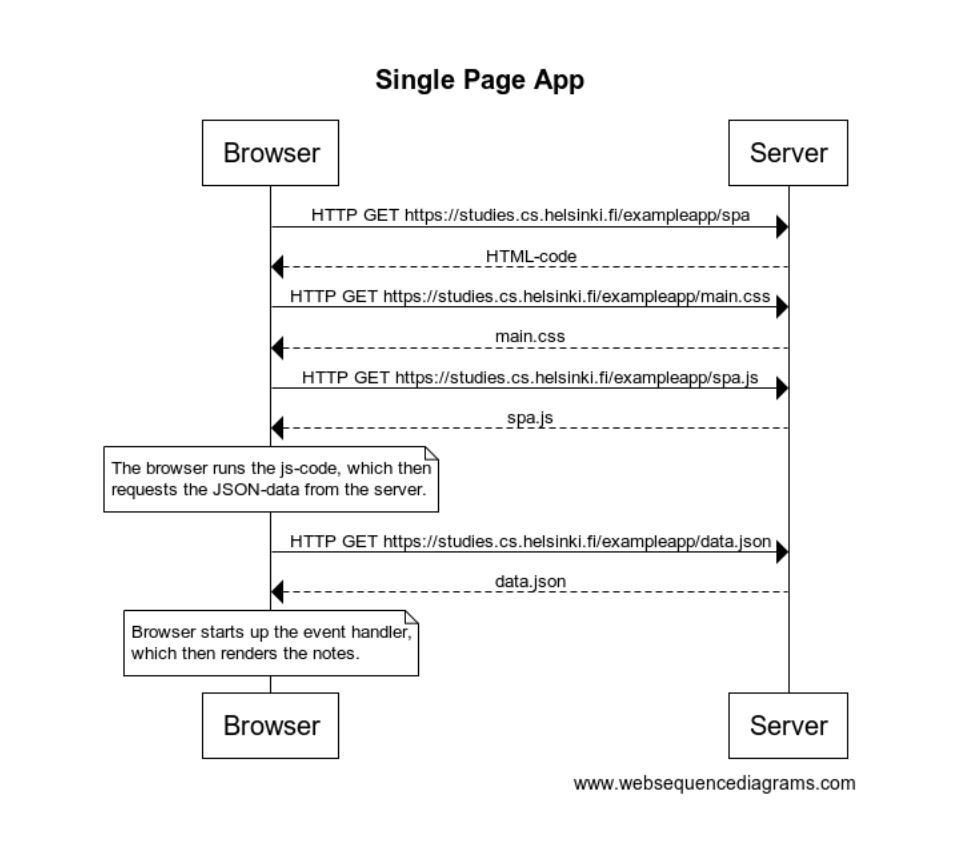 Single Page App
Browser
Server
HTTP GET https://studies.cs.helsinki.fi/exampleapp/spa
HTML-code
HTTP GET https://studies.cs.helsinki.fi/exampleapp/main.css
main.css
HTTP GET https://studies.cs.helsinki.fi/exampleapp/spa.js
spa.js
The browser runs the js-code, which then
requests the JSON-data from the server.
HTTP GET https://studies.cs.helsinki.fi/exampleapp/data.json
data.json
Browser starts up the event handler,
which then renders the notes.
Browser
Server
www.websequencediagrams.com